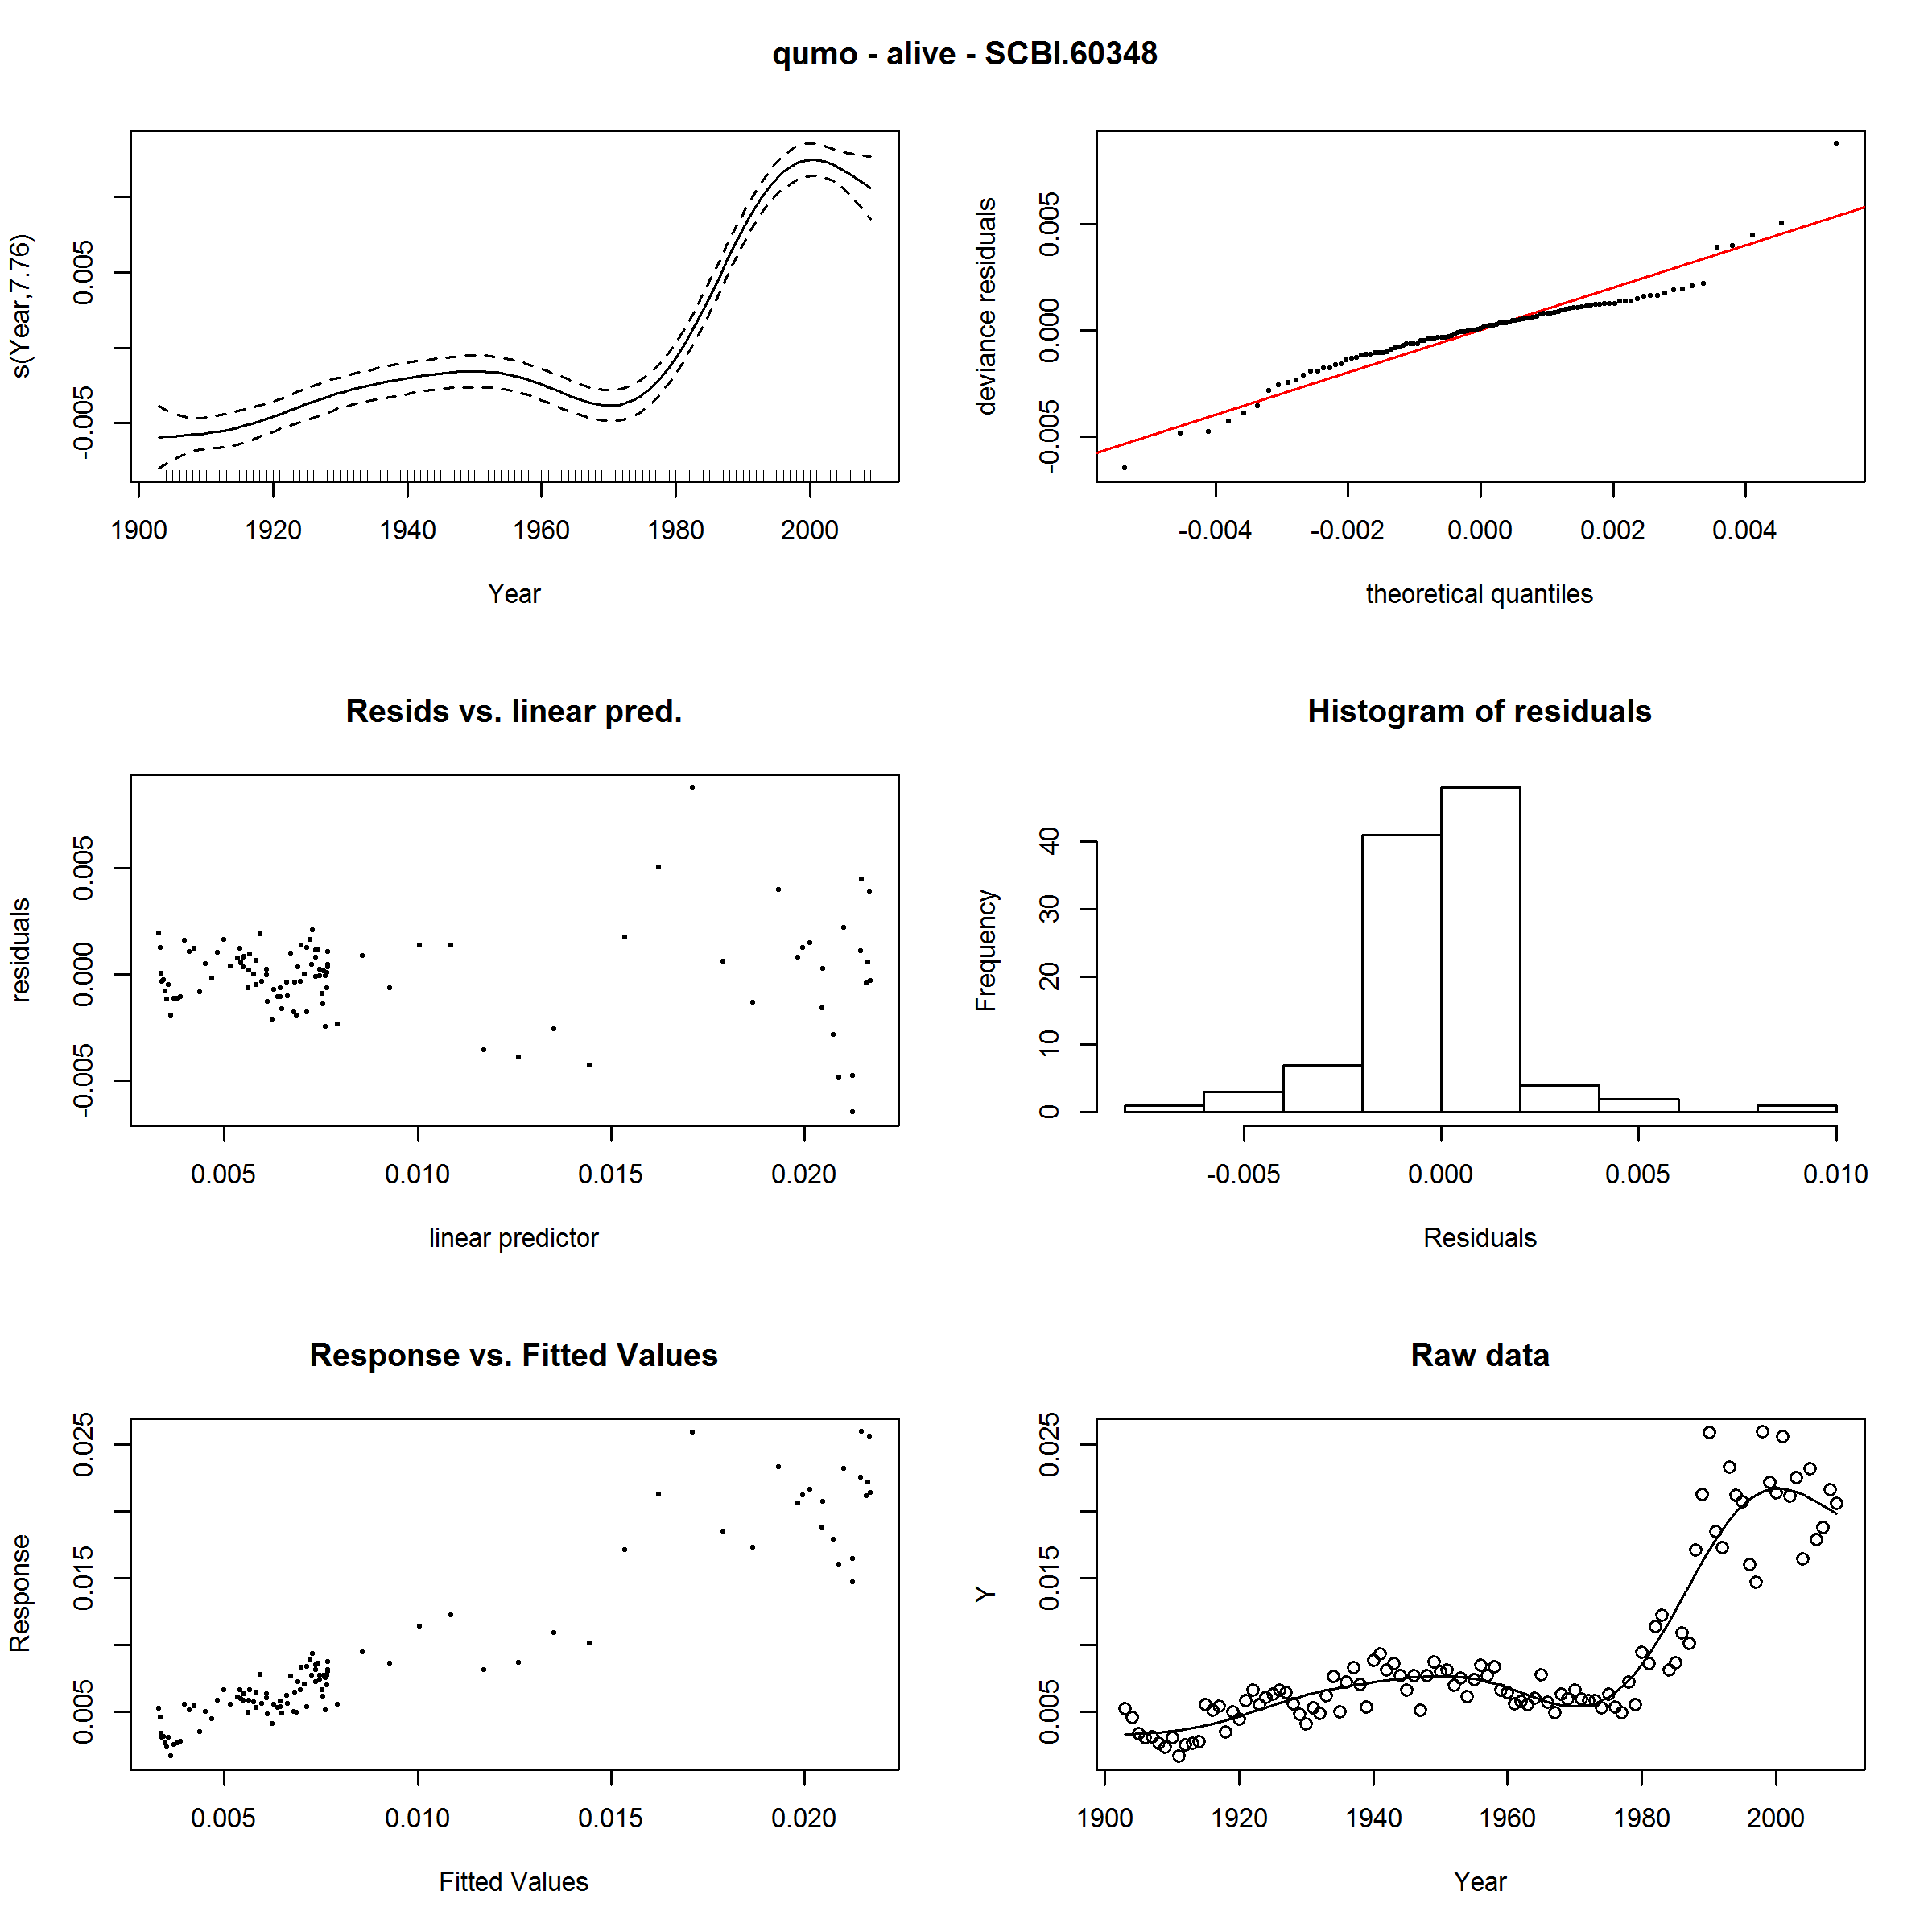 qumo - alive - SCBI.60348
s(Year,7.76)
-0.005 0.005
1900 1920 1940 1960 1980 2000
Year
deviance residuals
-0.005 0.000 0.005
-0.004 -0.002 0.000 0.002 0.004
theoretical quantiles
Resids vs. linear pred.
residuals
-0.005 0.000 0.005
0.005 0.010 0.015 0.020
linear predictor
Histogram of residuals
Frequency
0 10 20 30 40
-0.005 0.000 0.005 0.010
Residuals
Response vs. Fitted Values
Response
0.005 0.015 0.025
0.005 0.010 0.015 0.020
Fitted Values
Raw data
Y
0.005 0.015 0.025
1900 1920 1940 1960 1980 2000
Year